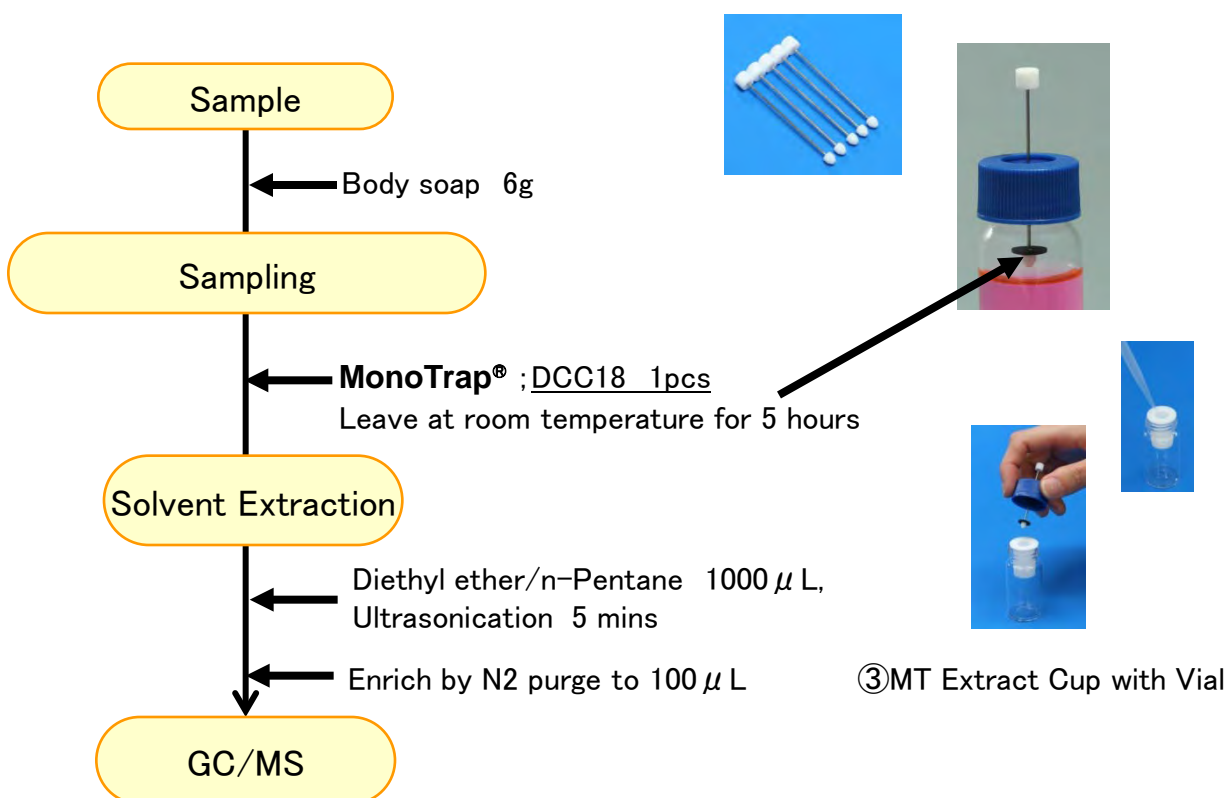 Sample
Body soap 6g
Sampling
MonoTrap® ;DCC18 1pcs
Leave at room temperature for 5 hours
Solvent Extraction
Diethyl ether/n-Pentane 1000μL,
Ultrasonication 5 mins
Enrich by N2 purge to 100μL
③MT Extract Cup with Vial
GC/MS